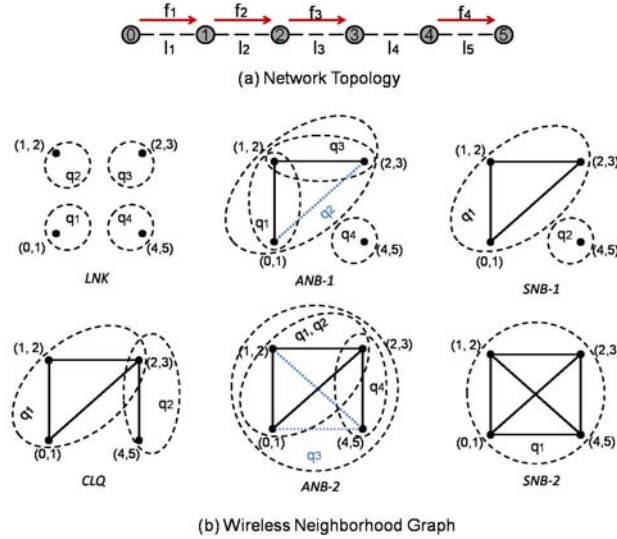 f1 f2 f3 f4
0 1 2 3 4 5
l1 l2 l3 l4 l5
(a) Network Topology
(1, 2) (2,3) (1, 2) q3 (2,3) (1, 2) (2,3)
q2 q3
q1 q4 q1 q2 q4 q1 q2
(0,1) (4,5) (0,1) (4,5) (0,1) (4,5)
LNK ANB-1 SNB-1
(1, 2) (2,3) (1, 2) q1, q2 (2,3) (1, 2) (2,3)
q1 q2 q4
(0,1) (4,5) (0,1) (4,5) (0,1) q1 (4,5)
q3
CLQ ANB-2 SNB-2
(b) Wireless Neighborhood Graph